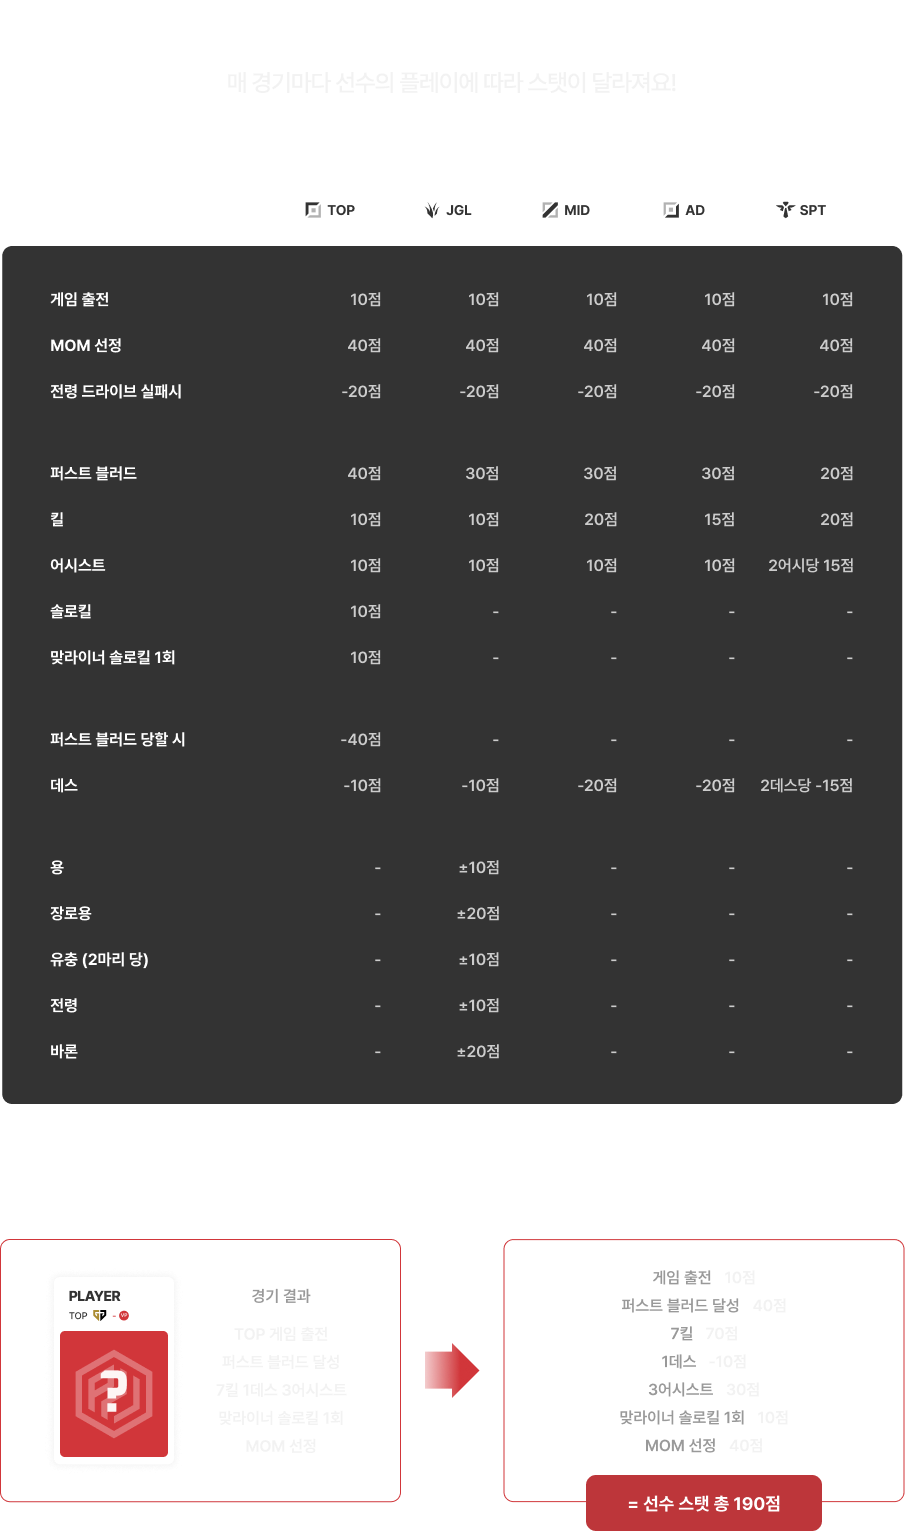 매 경기마다 선수의 플레이에 따라 스탯이 달라져요!
TOP JGL MID AD SPT
게임 출전 10점 10점 10점 10점 10점
MOM 선정 40점 40점 40점 40점 40점
전령 드라이브 실패시 -20점 -20점 -20점 -20점 -20점
퍼스트 블러드 40점 30점 30점 30점 20점
킬 10점 10점 20점 15점 20점
어시스트 10점 10점 10점 10점 2어시당 15점
솔로킬 10점 - - - -
맞라이너 솔로킬 1회 10점 - - - -
퍼스트 블러드 당할 시 -40점 - - - -
데스 -10점 -10점 -20점 -20점 2데스당 -15점
용 - ±10점 - - -
장로용 - ±20점 - - -
유충 (2마리 당) - ±10점 - - -
전령 - ±10점 - - -
바론 - ±20점 - - -
PLAYER
TOP - VP
?
경기 결과
TOP 게임 출전
퍼스트 블러드 달성
7킬 1데스 3어시스트
맞라이너 솔로킬 1회
MOM 선정
게임 출전 10점
퍼스트 블러드 달성 40점
7킬 70점
1데스 -10점
3어시스트 30점
맞라이너 솔로킬 1회 10점
MOM 선정 40점
= 선수 스탯 총 190점